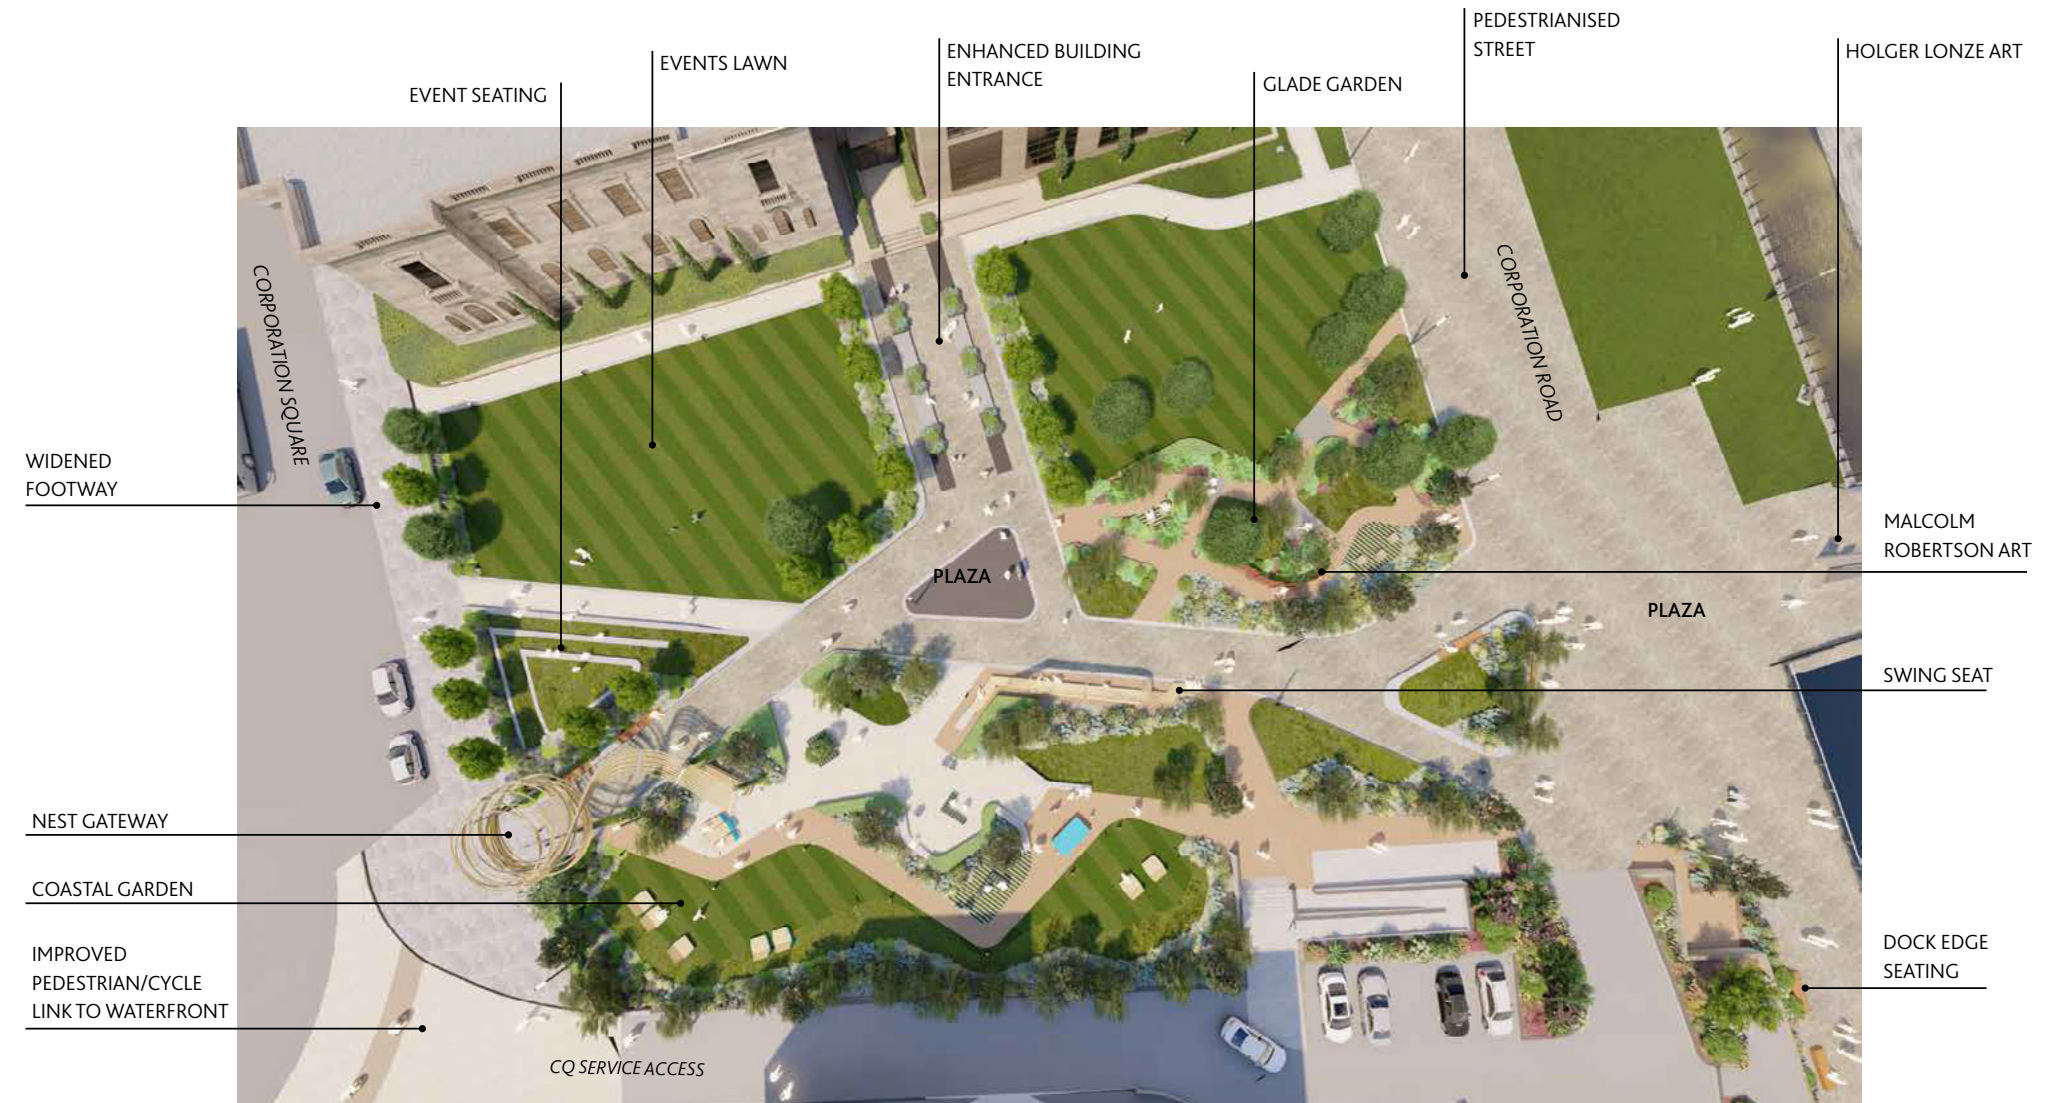 PEDESTRIANISED
STREET
ENHANCED BUILDING
ENTRANCE
HOLGER LONZE ART
EVENTS LAWN
GLADE GARDEN
EVENT SEATING
CORPORATION SQUARE
CORPORATION ROAD
WIDENED
FOOTWAY
MALCOLM
ROBERTSON ART
PLAZA
PLAZA
SWING SEAT
NEST GATEWAY
COASTAL GARDEN
IMPROVED
PEDESTRIAN/CYCLE
LINK TO WATERFRONT
DOCK EDGE
SEATING
CQ SERVICE ACCESS